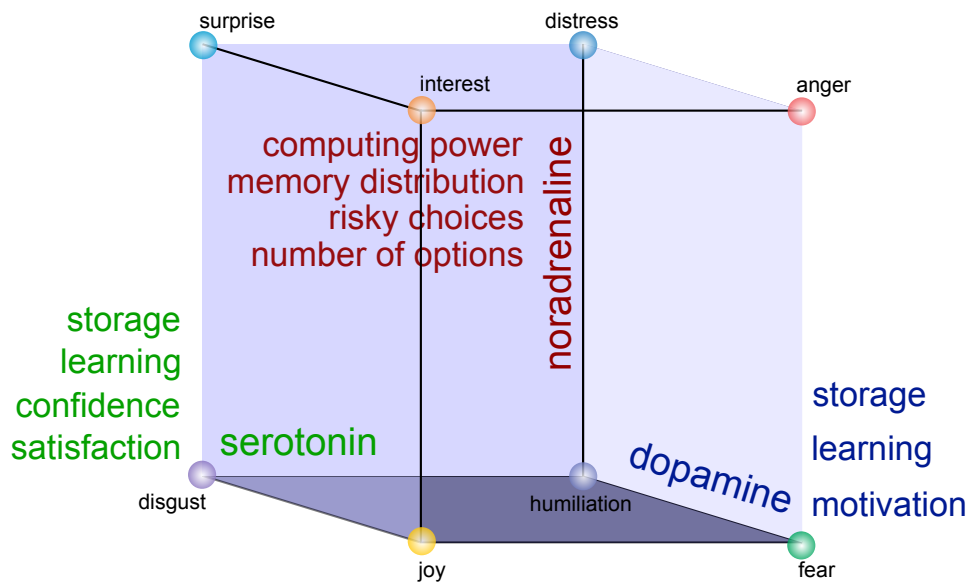 surprise
distress
interest
anger
computing power
memory distribution
risky choices
number of options
noradrenaline
storage
learning
confidence
satisfaction
serotonin
storage
learning
motivation
dopamine
disgust
humiliation
joy
fear